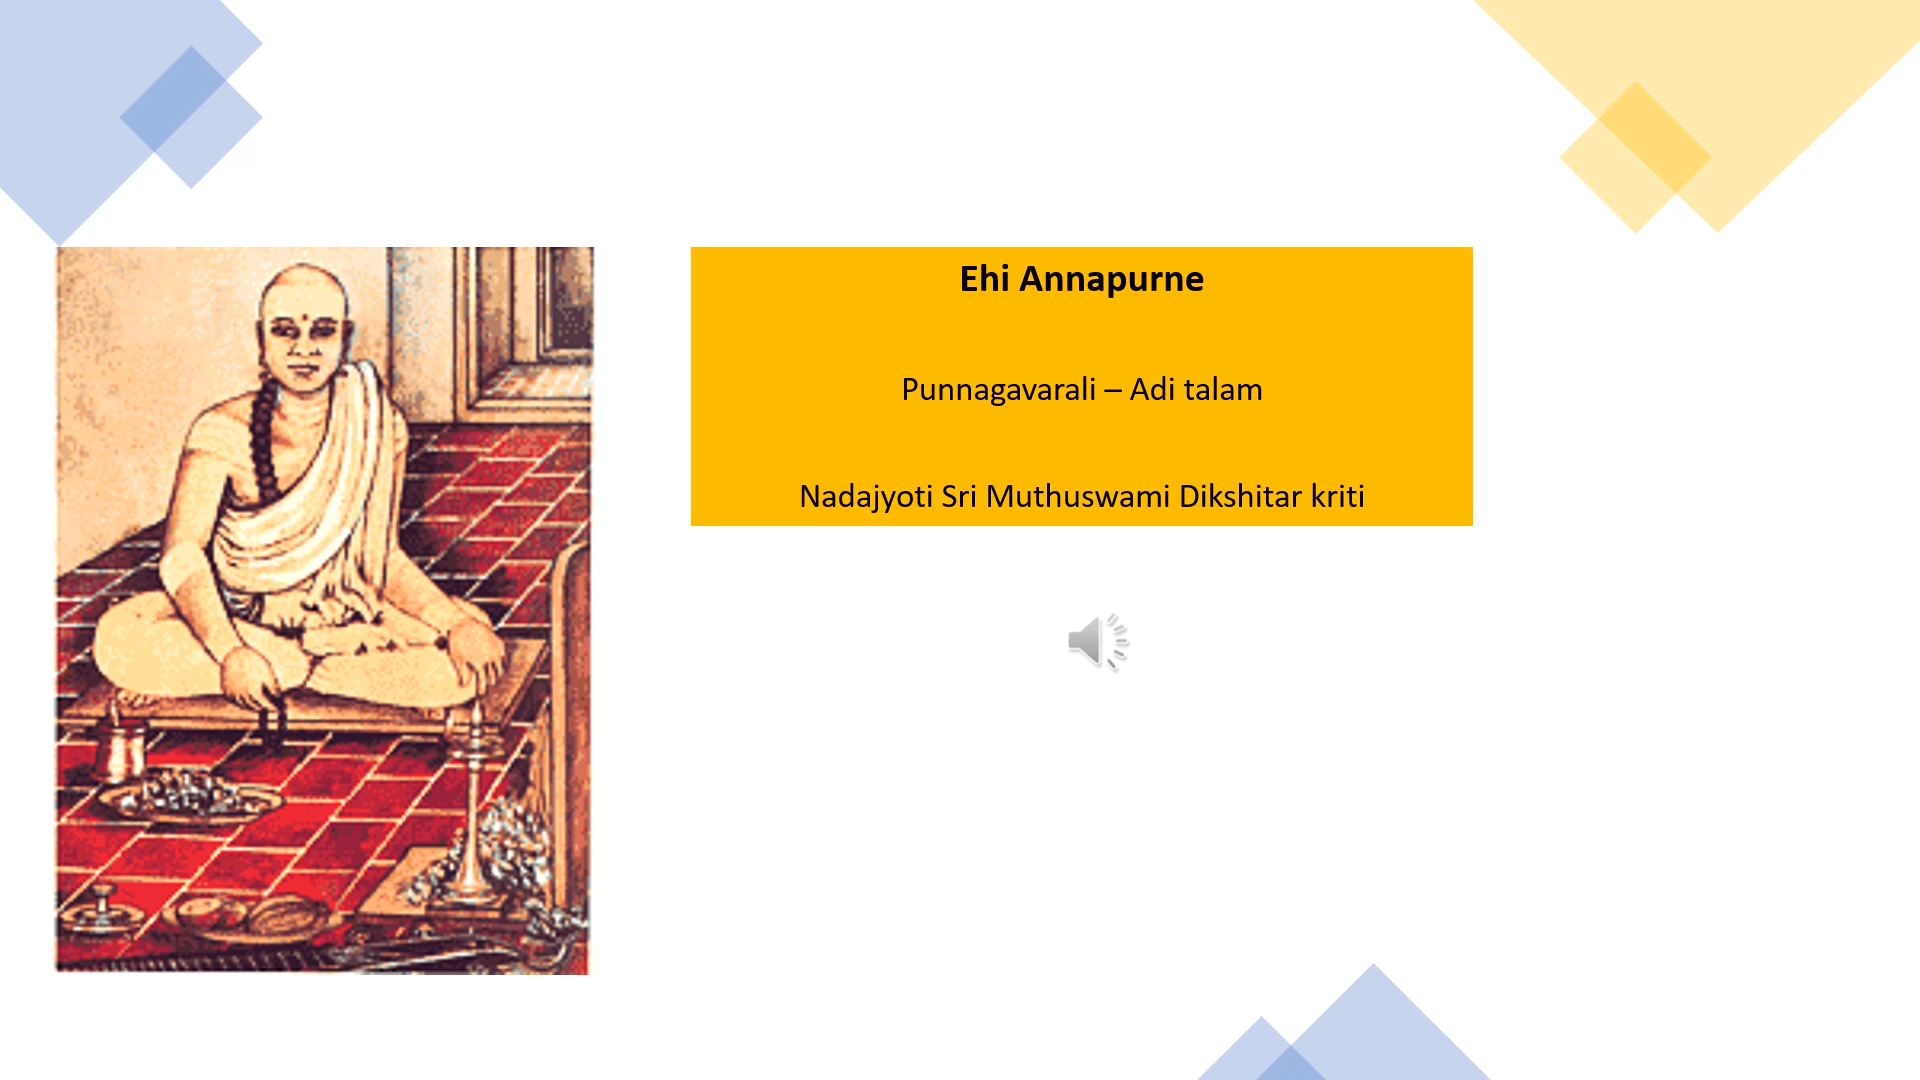 Ehi Annapurne
Punnagavarali – Adi talam
Nadajyoti Sri Muthuswami Dikshitar kriti